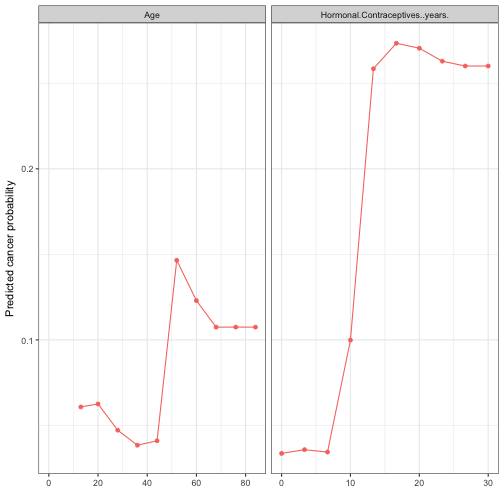 Age
Hormonal.Contraceptives..years.
Predicted cancer probability
0.2
0.1
0 20 40 60 80
0 10 20 30